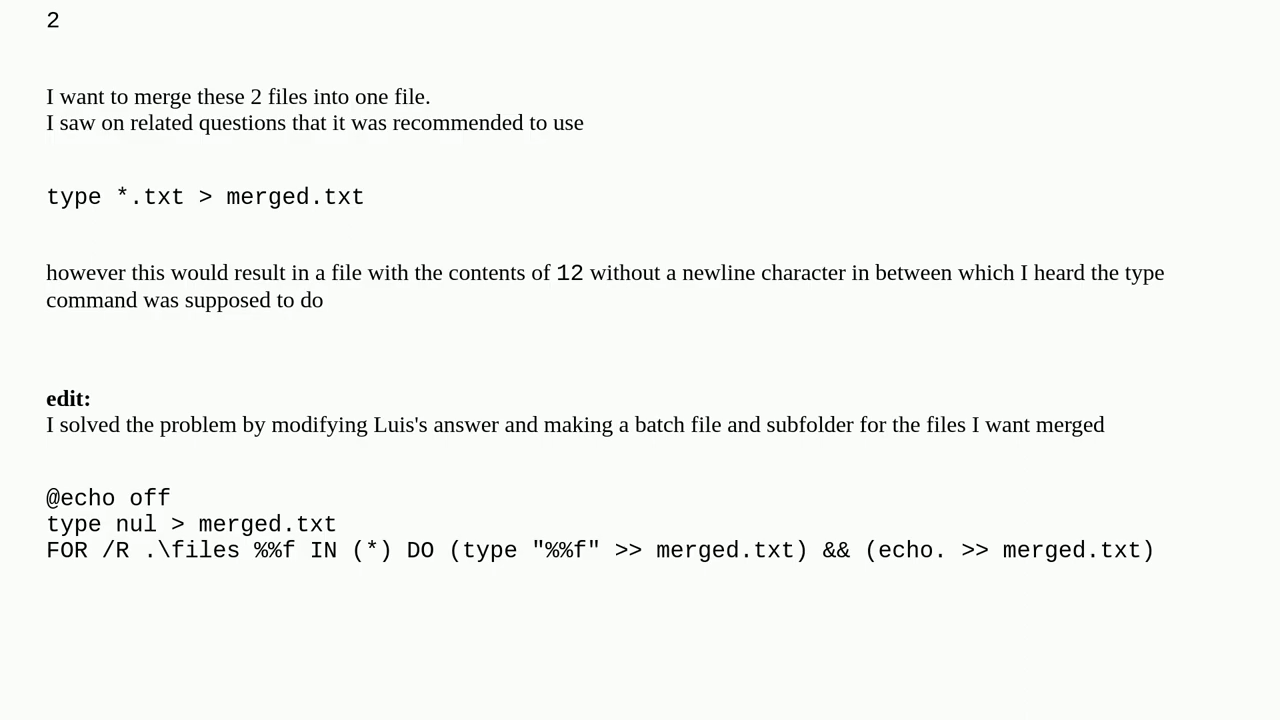 2
I want to merge these 2 files into one file.
I saw on related questions that it was recommended to use
type *.txt > merged.txt
however this would result in a file with the contents of 12 without a newline character in between which I heard the type
command was supposed to do
edit:
I solved the problem by modifying Luis's answer and making a batch file and subfolder for the files I want merged
@echo off
type nul > merged.txt
FOR /R .\files %%f IN (*) DO (type "%%f" >> merged.txt) && (echo. >> merged.txt)